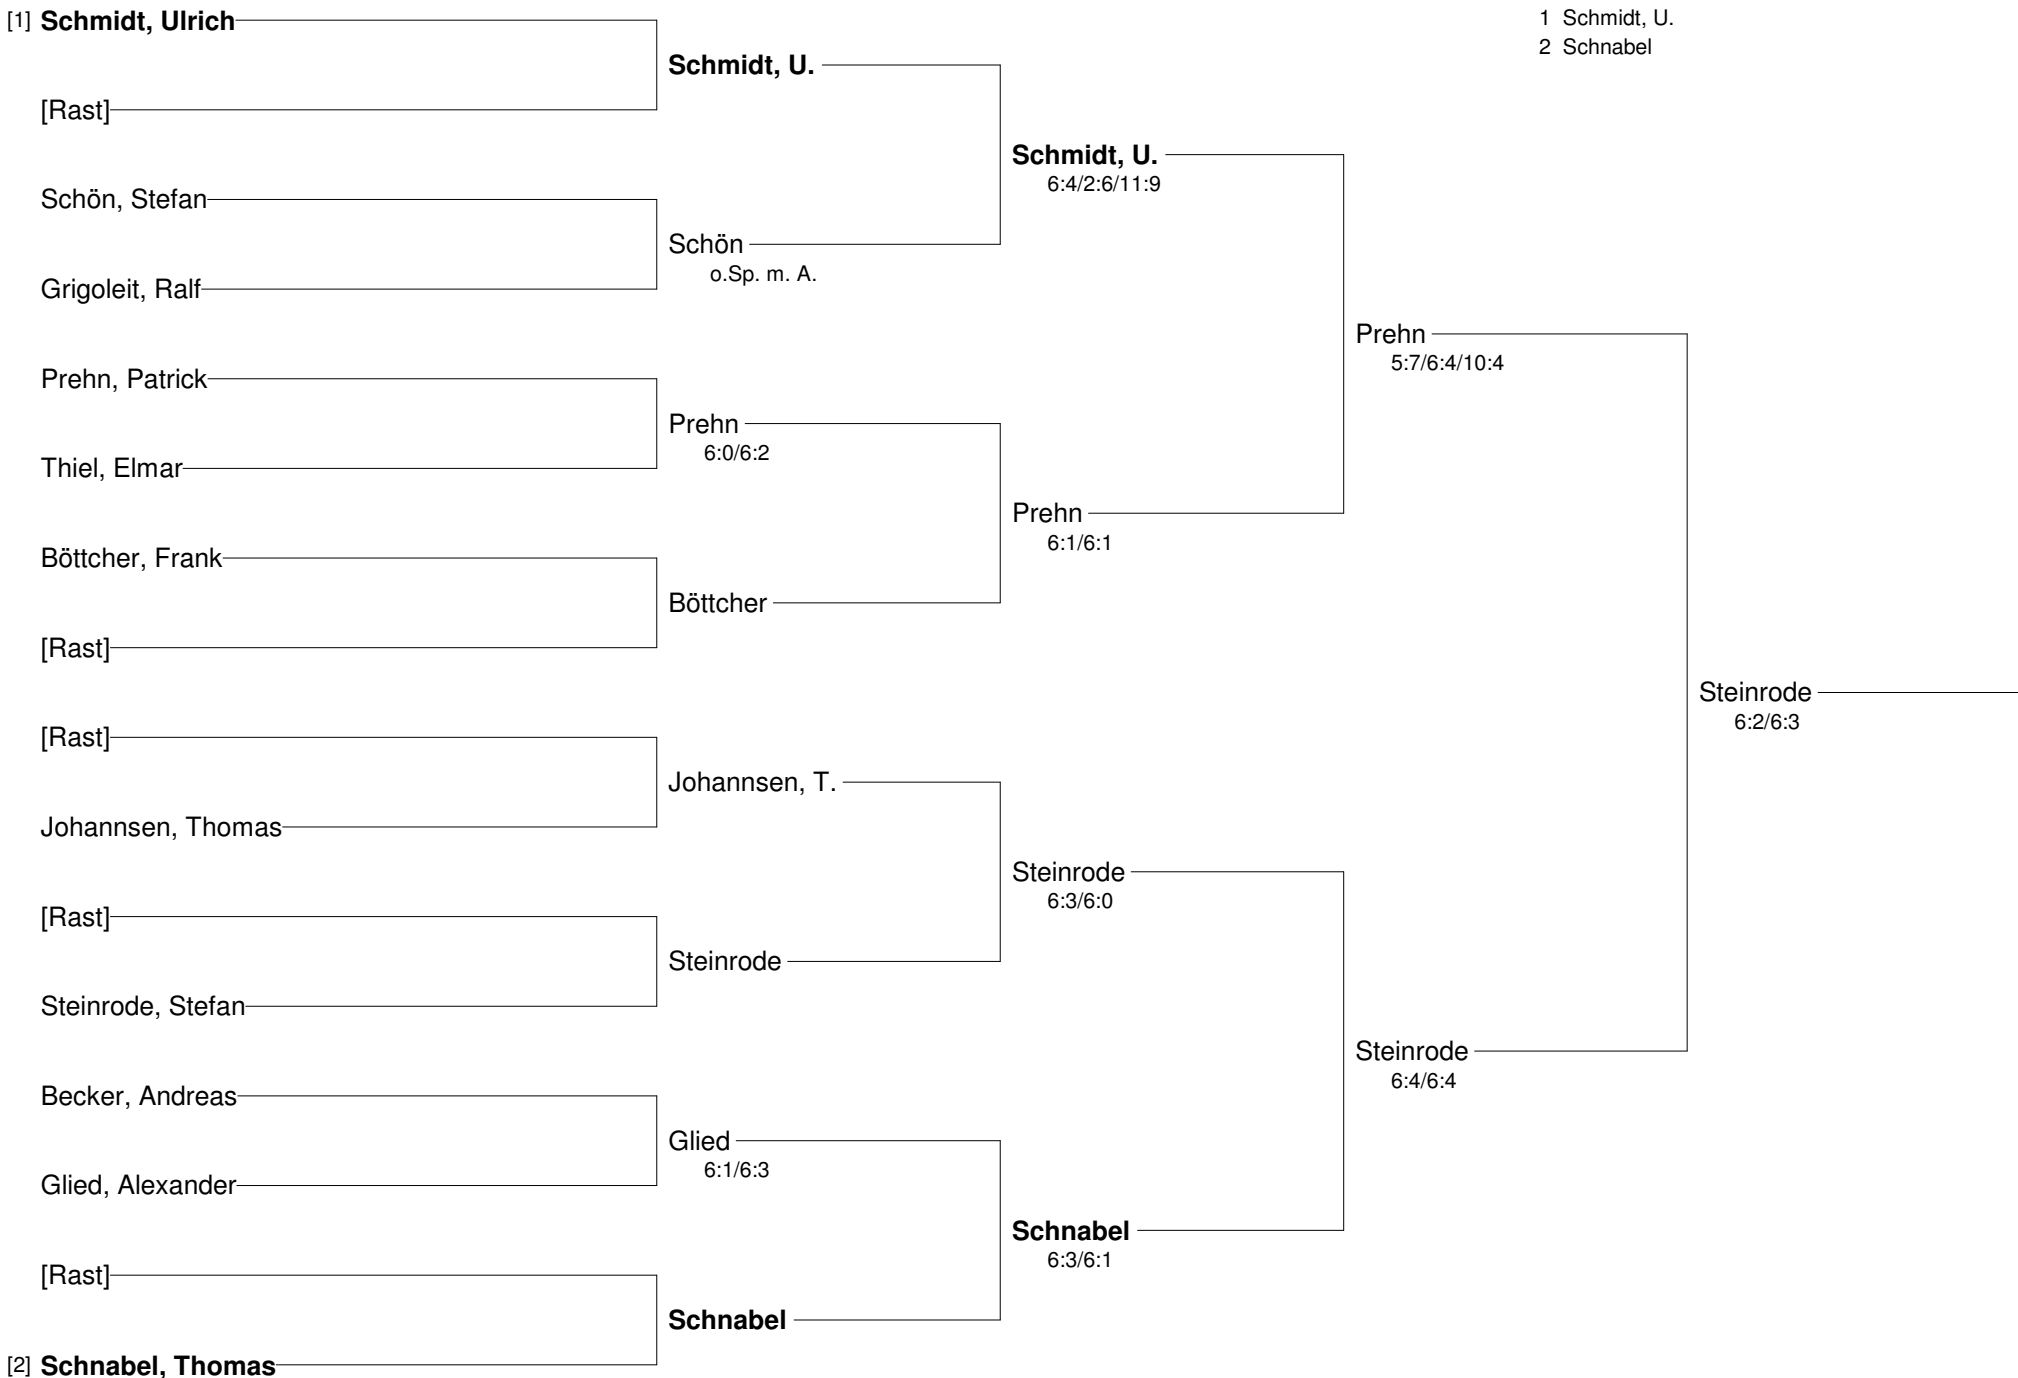 [1] Schmidt, Ulrich
[Rast]
Schön, Stefan
Grigoleit, Ralf
Prehn, Patrick
Thiel, Elmar
Böttcher, Frank
[Rast]
[Rast]
Johannsen, Thomas
[Rast]
Steinrode, Stefan
Becker, Andreas
Glied, Alexander
[Rast]
[2] Schnabel, Thomas
Schmidt, U.
Schön
o.Sp. m. A.
Prehn
6:0/6:2
Böttcher
Johannsen, T.
Steinrode
Glied
6:1/6:3
Schnabel
Schmidt, U.
6:4/2:6/11:9
Prehn
6:1/6:1
Steinrode
6:3/6:0
Schnabel
6:3/6:1
Prehn
5:7/6:4/10:4
Steinrode
6:4/6:4
Steinrode
6:2/6:3
1 Schmidt, U.
2 Schnabel